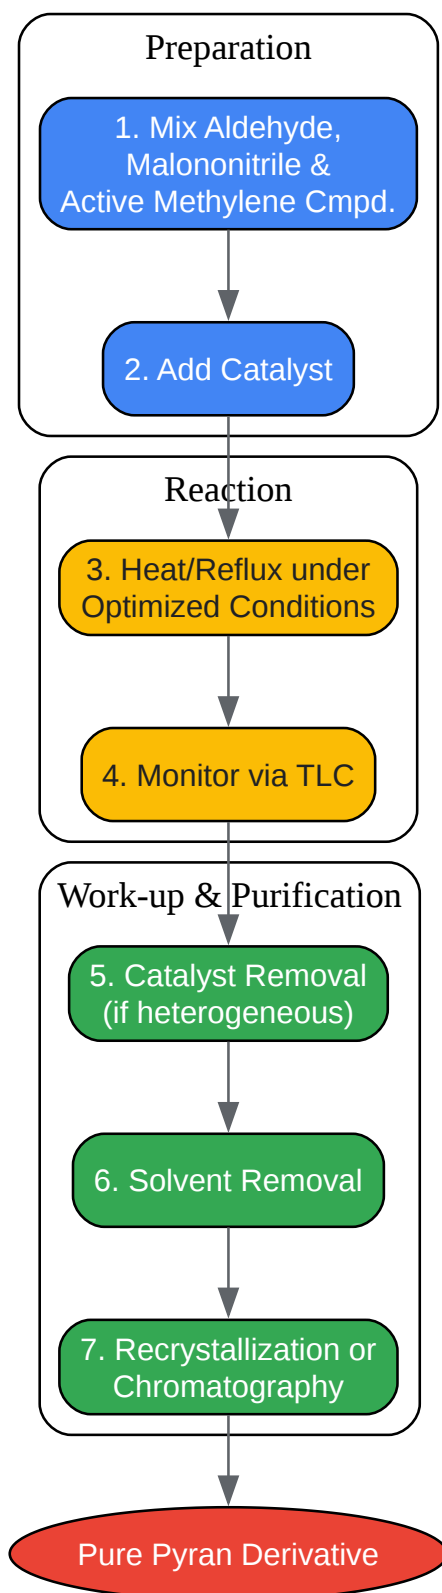 Preparation
1. Mix Aldehyde,
Malononitrile &
Active Methylene Cmpd.
2. Add Catalyst
Reaction
3. Heat/Reflux under
Optimized Conditions
4. Monitor via TLC
Work-up & Purification
5. Catalyst Removal
(if heterogeneous)
6. Solvent Removal
7. Recrystallization or
Chromatography
Pure Pyran Derivative